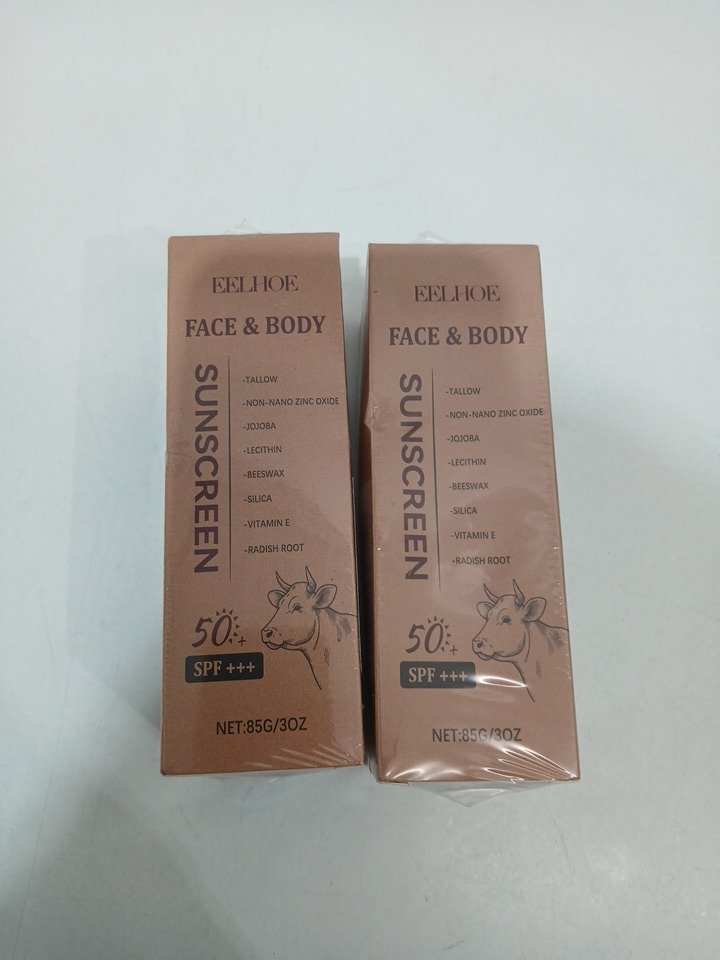 EELHOE
FACE & BODY
SUNSCREEN
-TALLOW
-NON-NANO ZINC OXIDE
-JOJOBA
-LECITHIN
-BEESWAX
-SILICA
-VITAMIN E
-RADISH ROOT
50+
SPF +++
NET:85G/3OZ
EELHOE
FACE & BODY
SUNSCREEN
-TALLOW
-NON-NANO ZINC OXIDE
-JOJOBA
-LECITHIN
-BEESWAX
-SILICA
-VITAMIN E
-RADISH ROOT
50+
SPF +++
NET:85G/3OZ